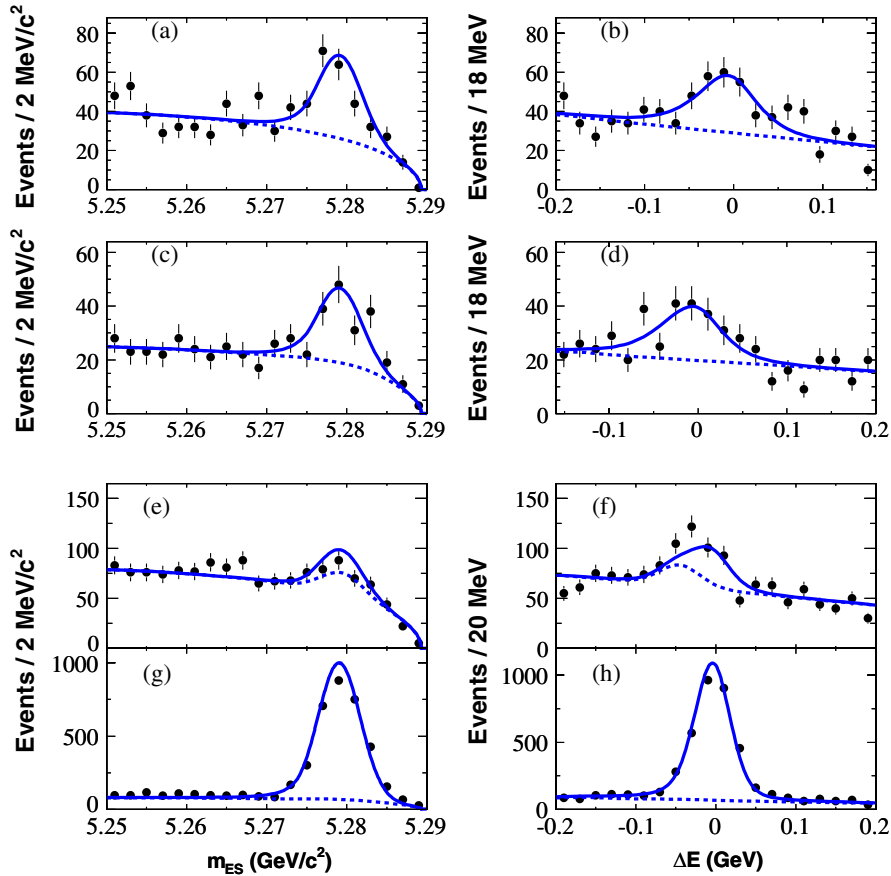 (a)
Events / 2 MeV/c²
80
60
40
20
0
5.25 5.26 5.27 5.28 5.29
(b)
Events / 18 MeV
80
60
40
20
0
-0.2 -0.1 0 0.1
(c)
Events / 2 MeV/c²
60
40
20
0
5.25 5.26 5.27 5.28 5.29
(d)
Events / 18 MeV
60
40
20
0
-0.1 0 0.1 0.2
(e)
Events / 2 MeV/c²
150
100
75
50
0
(f)
Events / 20 MeV
150
100
50
0
(g)
1000
500
0
5.25 5.26 5.27 5.28 5.29
m_ES (GeV/c²)
(h)
1000
500
0
-0.2 -0.1 0 0.1 0.2
ΔE (GeV)